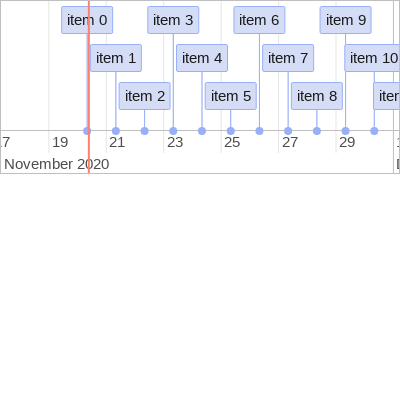 item 0 item 3 item 6 item 9
item 1 item 4 item 7 item 10
item 2 item 5 item 8
19 21 23 25 27 29
November 2020